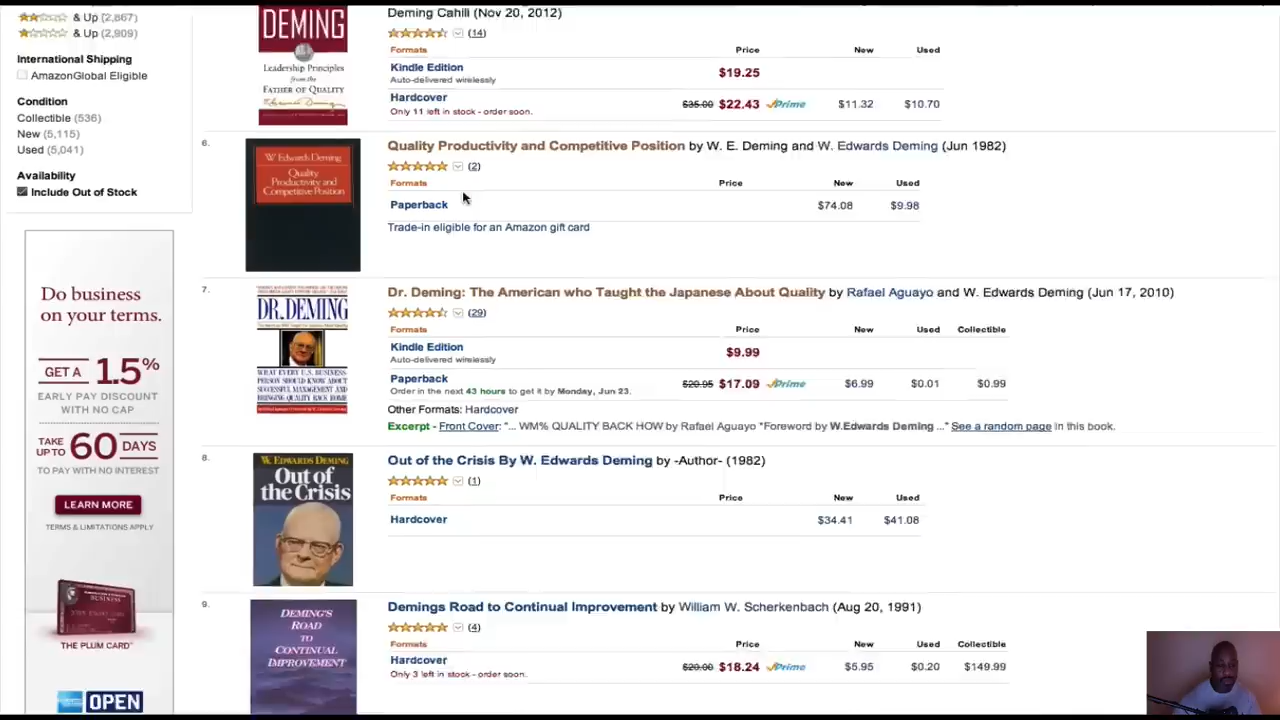 & Up (2,867)
& Up (2,909)
International Shipping
AmazonGlobal Eligible
Condition
Collectible (536)
New (5,115)
Used (5,041)
Availability
Include Out of Stock
Do business
on your terms.
GET A 1.5%
EARLY PAY DISCOUNT
WITH NO CAP
TAKE UP TO 60 DAYS
TO PAY WITH NO INTEREST
LEARN MORE
TERMS & LIMITATIONS APPLY
THE PLUM CARD
OPEN
DEMING
Leadership Principles
from the
FATHER OF QUALITY
Deming Cahill (Nov 20, 2012)
(14)
Formats Price New Used
Kindle Edition $19.25
Auto-delivered wirelessly
Hardcover $35.00 $22.43 Prime $11.32 $10.70
Only 11 left in stock - order soon.
6.
W Edwards Deming
Quality
Productivity and
Competitive Position
Quality Productivity and Competitive Position by W. E. Deming and W. Edwards Deming (Jun 1982)
(2)
Formats Price New Used
Paperback $74.08 $9.98
Trade-in eligible for an Amazon gift card
7.
DR. DEMING
WHAT EVERY U.S. BUSINESS-
PERSON SHOULD KNOW ABOUT
SUCCESSFUL MANAGEMENT AND
BRINGING QUALITY BACK HOME
Dr. Deming: The American who Taught the Japanese About Quality by Rafael Aguayo and W. Edwards Deming (Jun 17, 2010)
(29)
Formats Price New Used Collectible
Kindle Edition $9.99
Auto-delivered wirelessly
Paperback $20.95 $17.09 Prime $6.99 $0.01 $0.99
Order in the next 43 hours to get it by Monday, Jun 23.
Other Formats: Hardcover
Excerpt - Front Cover: "... WM% QUALITY BACK HOW by Rafael Aguayo "Foreword by W.Edwards Deming ..." See a random page in this book.
8.
W. EDWARDS DEMING
Out of
the Crisis
Out of the Crisis By W. Edwards Deming by -Author- (1982)
(1)
Formats Price New Used
Hardcover $34.41 $41.08
9.
DEMING'S
ROAD
TO
CONTINUAL
IMPROVEMENT
Demings Road to Continual Improvement by William W. Scherkenbach (Aug 20, 1991)
(4)
Formats Price New Used Collectible
Hardcover $20.00 $18.24 Prime $5.95 $0.20 $149.99
Only 3 left in stock - order soon.